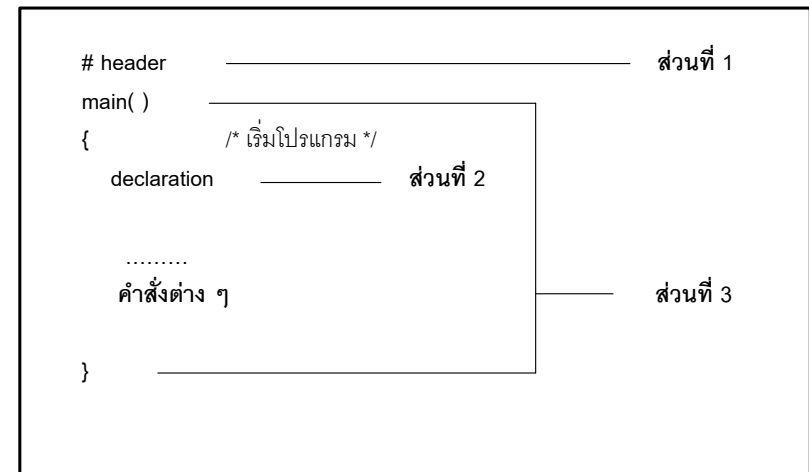 # header ส่วนที่ 1
main( )
{ /* เริ่มโปรแกรม */
declaration ส่วนที่ 2
.........
คำสั่งต่าง ๆ ส่วนที่ 3
}